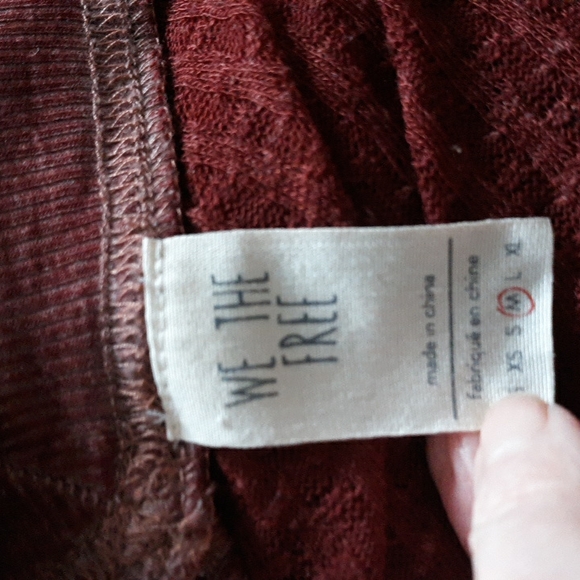 WE THE
FREE
made in china
fabriqué en chine
XS S M L XL